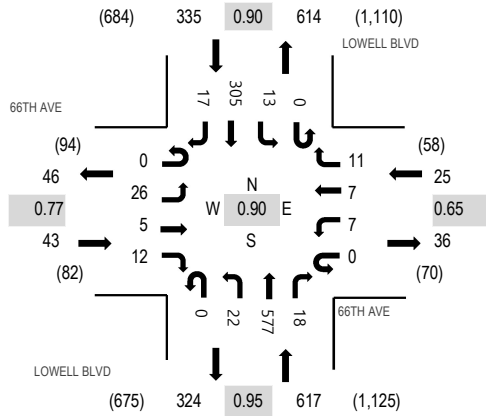 (684) 335 0.90 614 (1,110)
LOWELL BLVD
17 305 13 0
66TH AVE
(94)
46
0.77
43
(82)
0
26
5
12
N
W 0.90 E
S
11
7
7
0
(58)
25
0.65
36
(70)
0 22 577 18
66TH AVE
LOWELL BLVD
(675) 324 0.95 617 (1,125)